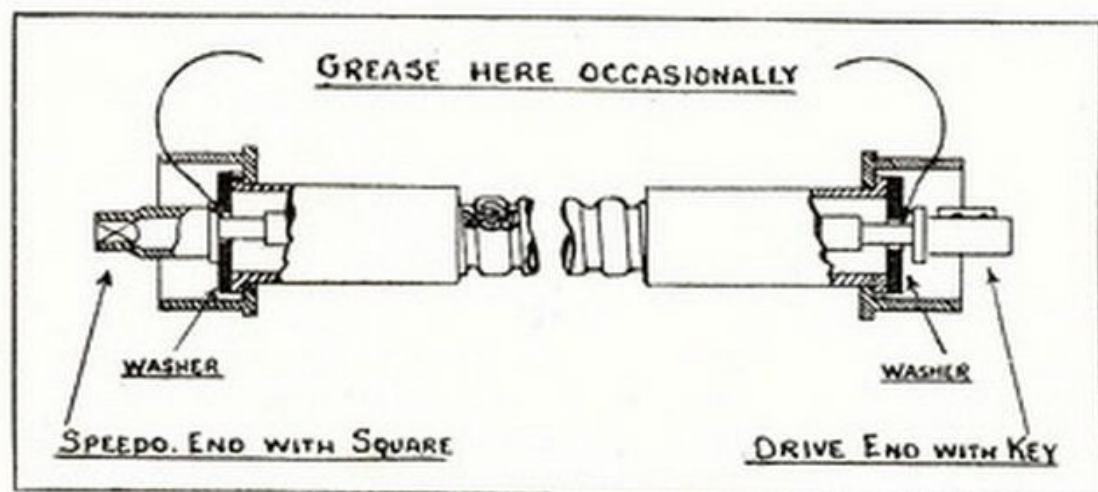 GREASE HERE OCCASIONALLY
WASHER
WASHER
SPEEDO. END WITH SQUARE
DRIVE END WITH KEY